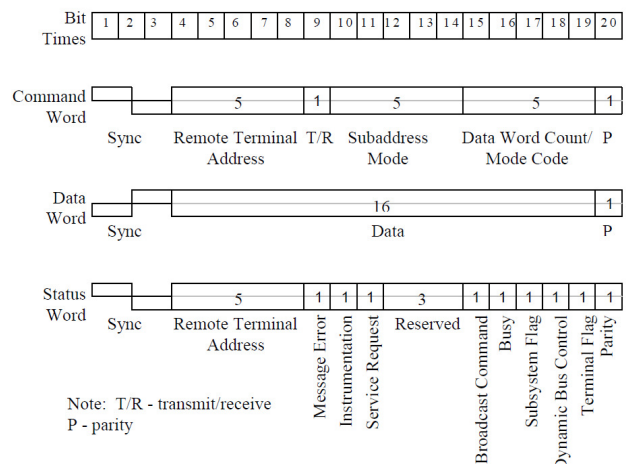 Bit Times 1 2 3 4 5 6 7 8 9 10 11 12 13 14 15 16 17 18 19 20
Command Word 5 1 5 5 1
Sync Remote Terminal Address T/R Subaddress Mode Data Word Count/ Mode Code P
Data Word 16 1
Sync Data P
Status Word 5 1 1 1 3 1 1 1 1 1 1
Sync Remote Terminal Address Message Error Instrumentation Service Request Reserved Broadcast Command Busy Subsystem Flag Dynamic Bus Control Terminal Flag Parity
Note: T/R - transmit/receive
P - parity